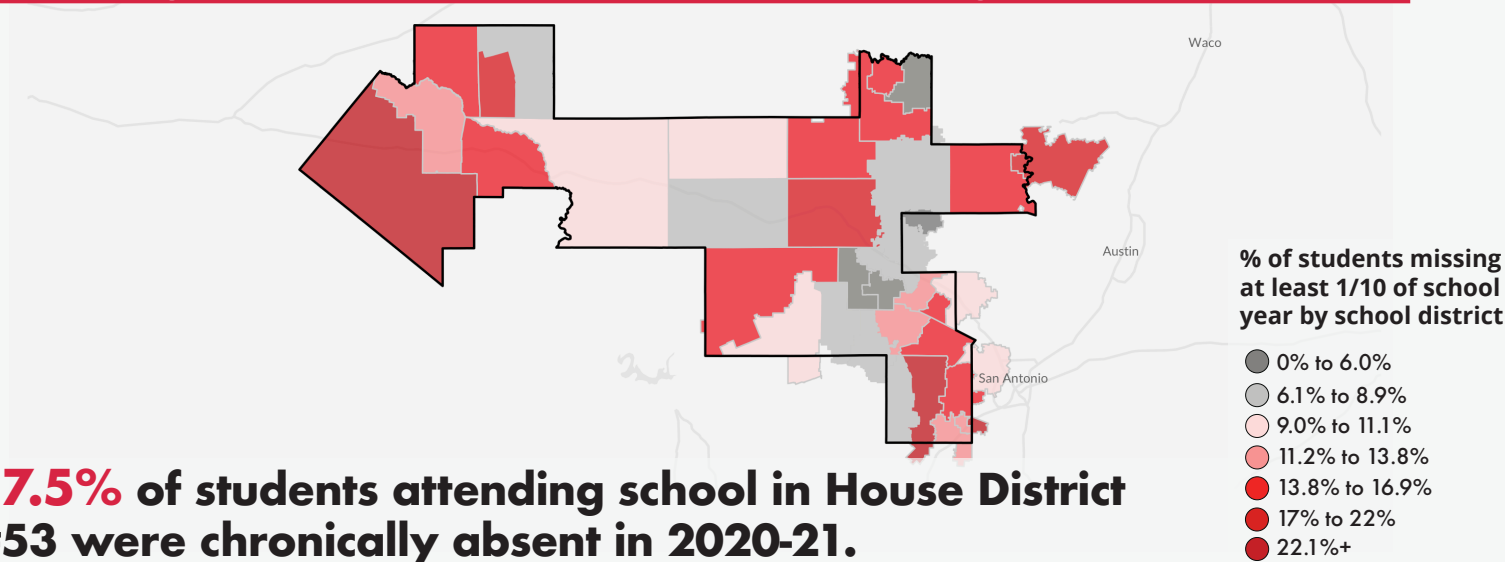 Waco
Austin
San Antonio
% of students missing
at least 1/10 of school
year by school district
0% to 6.0%
6.1% to 8.9%
9.0% to 11.1%
11.2% to 13.8%
13.8% to 16.9%
17% to 22%
22.1%+
7.5% of students attending school in House District
53 were chronically absent in 2020-21.